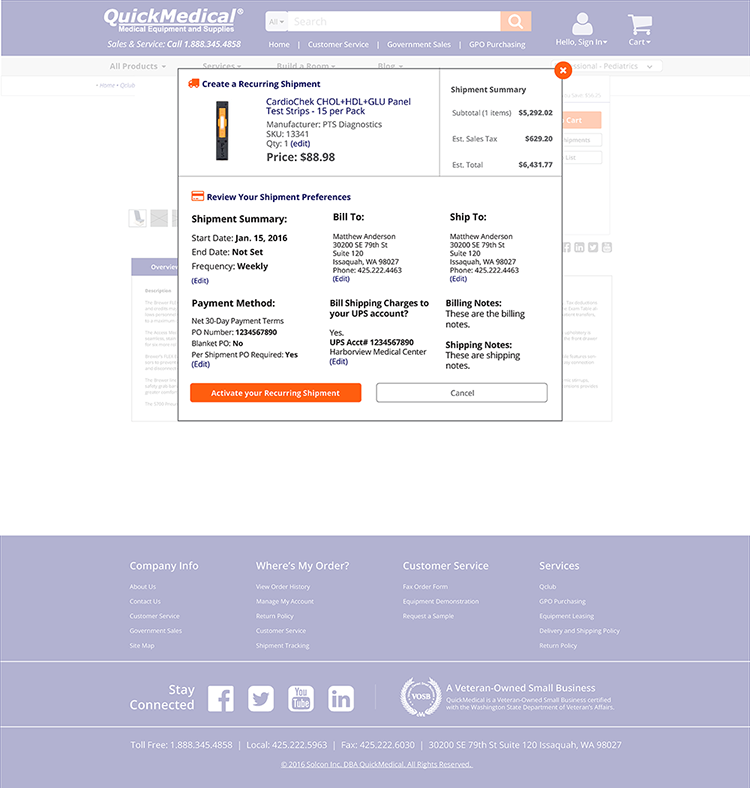 QuickMedical®
Medical Equipment and Supplies
Sales & Service: Call 1.888.345.4858
All
Search
Home | Customer Service | Government Sales | GPO Purchasing
Hello, Sign In
Cart
All Products
Services
Build a Room
Blog
Professional - Pediatrics
• Home • Qclub
Cart
List
Create a Recurring Shipment
CardioChek CHOL+HDL+GLU Panel
Test Strips - 15 per Pack
Manufacturer: PTS Diagnostics
SKU: 13341
Qty: 1 (edit)
Price: $88.98
Shipment Summary
Subtotal (1 items) $5,292.02
Est. Sales Tax $629.20
Est. Total $6,431.77
Review Your Shipment Preferences
Shipment Summary:
Start Date: Jan. 15, 2016
End Date: Not Set
Frequency: Weekly
(Edit)
Bill To:
Matthew Anderson
30200 SE 79th St
Suite 120
Issaquah, WA 98027
Phone: 425.222.4463
(Edit)
Ship To:
Matthew Anderson
30200 SE 79th St
Suite 120
Issaquah, WA 98027
Phone: 425.222.4463
(Edit)
Payment Method:
Net 30-Day Payment Terms
PO Number: 1234567890
Blanket PO: No
Per Shipment PO Required: Yes
(Edit)
Bill Shipping Charges to
your UPS account?
Yes.
UPS Acct# 1234567890
Harborview Medical Center
(Edit)
Billing Notes:
These are the billing
notes.
Shipping Notes:
These are shipping
notes.
Activate your Recurring Shipment
Cancel
Overview
Description
Company Info
About Us
Contact Us
Customer Service
Government Sales
Site Map
Where's My Order?
View Order History
Manage My Account
Return Policy
Customer Service
Shipment Tracking
Customer Service
Fax Order Form
Equipment Demonstration
Request a Sample
Services
Qclub
GPO Purchasing
Equipment Leasing
Delivery and Shipping Policy
Return Policy
Stay
Connected
You
Tube
VOSB
A Veteran-Owned Small Business
QuickMedical is a Veteran-Owned Small Business certified
with the Washington State Department of Veteran's Affairs.
Toll Free: 1.888.345.4858 | Local: 425.222.5963 | Fax: 425.222.6030 | 30200 SE 79th St Suite 120 Issaquah, WA 98027
© 2016 Solcon Inc. DBA QuickMedical. All Rights Reserved.